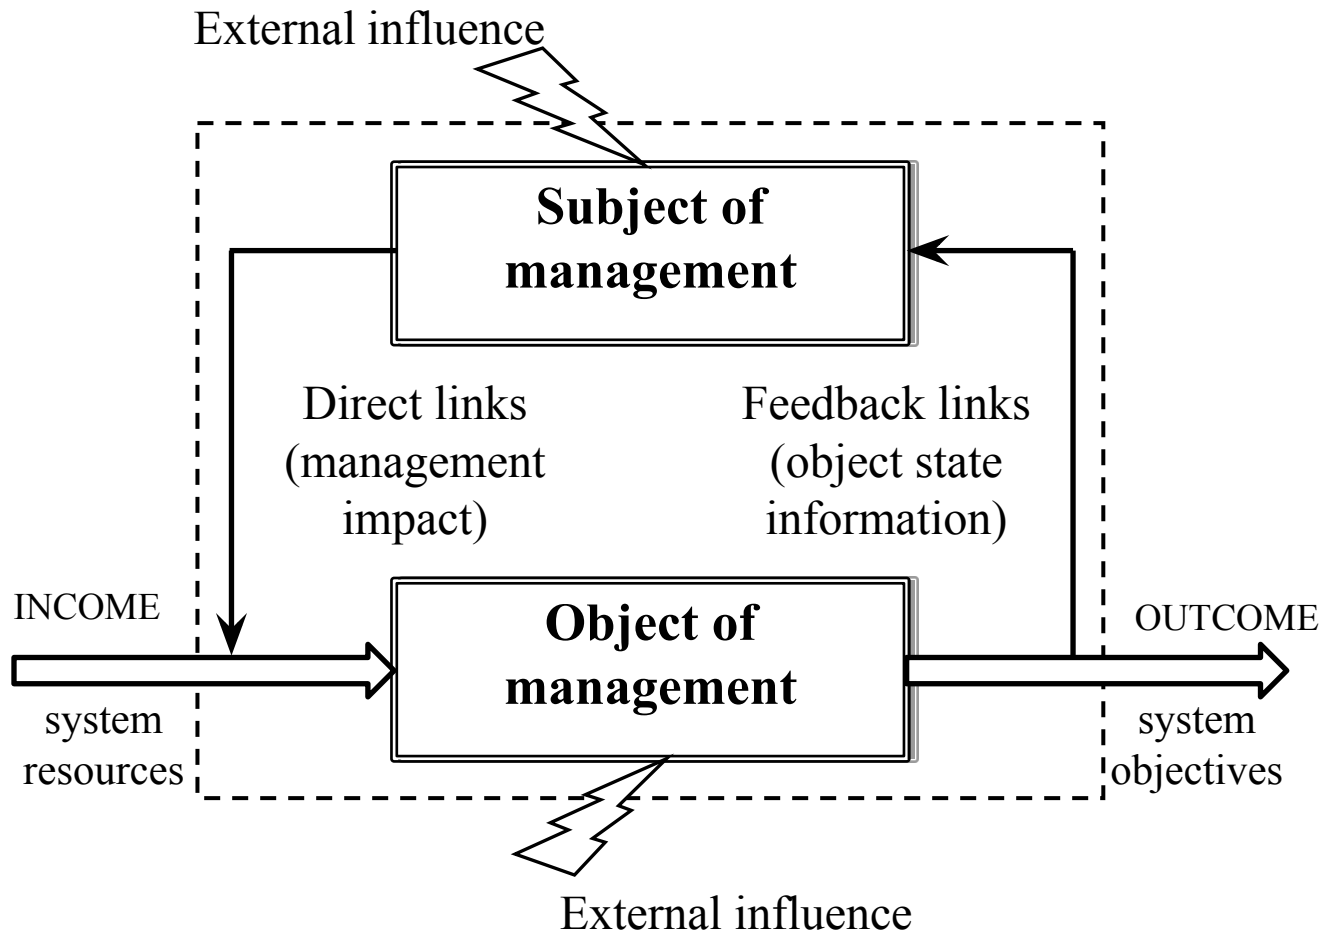 External influence
Subject of
management
Direct links
(management
impact)
Feedback links
(object state
information)
INCOME
system
resources
Object of
management
OUTCOME
system
objectives
External influence